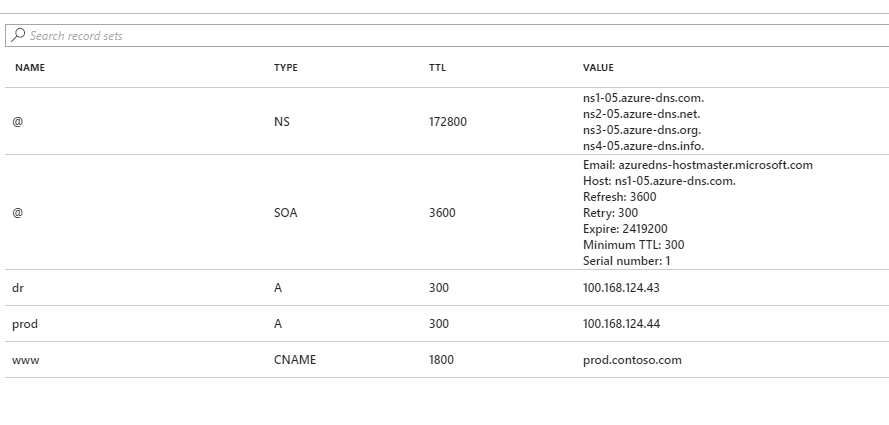 Search record sets
NAME TYPE TTL VALUE
@ NS 172800 ns1-05.azure-dns.com.
ns2-05.azure-dns.net.
ns3-05.azure-dns.org.
ns4-05.azure-dns.info.
@ SOA 3600 Email: azuredns-hostmaster.microsoft.com
Host: ns1-05.azure-dns.com.
Refresh: 3600
Retry: 300
Expire: 2419200
Minimum TTL: 300
Serial number: 1
dr A 300 100.168.124.43
prod A 300 100.168.124.44
www CNAME 1800 prod.contoso.com